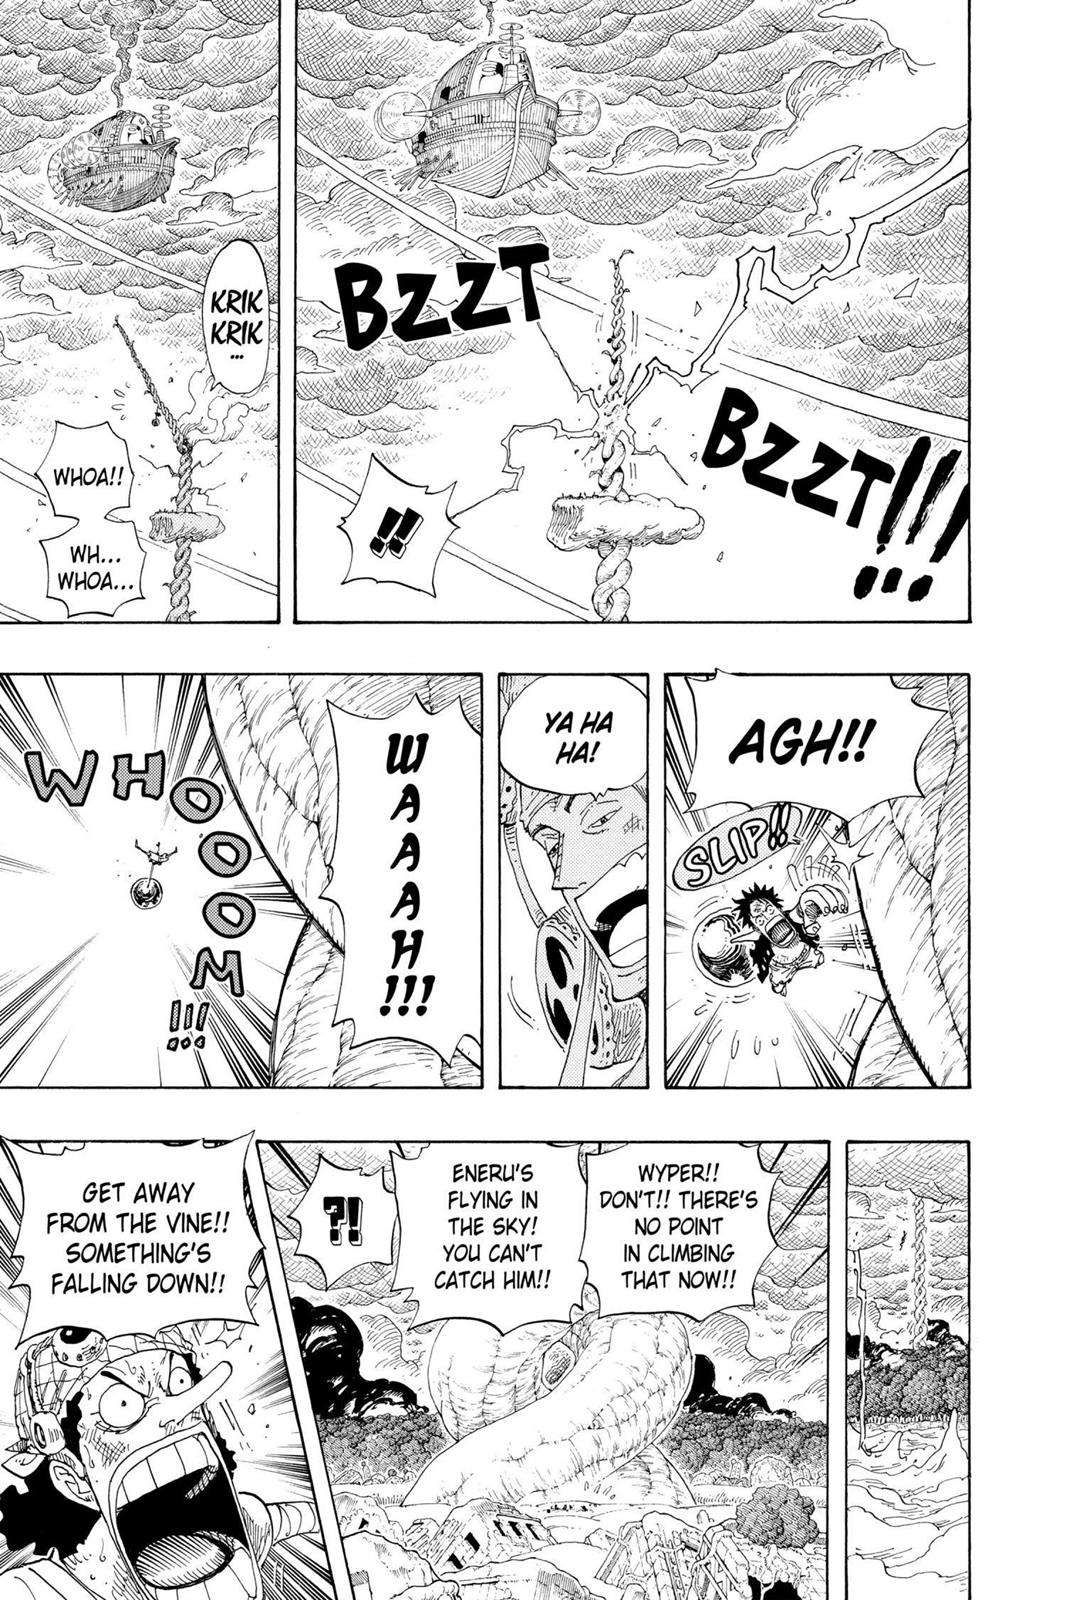 BZZT
BZZT!!!
!!
KRIK
KRIK
...
WHOA!!
WH...
WHOA...
AGH!!
SLIP!!
YA HA
HA!
WAAAAH!!!
WHOOOOM!!!
WYPER!!
DON'T!! THERE'S
NO POINT
IN CLIMBING
THAT NOW!!
ENERU'S
FLYING IN
THE SKY!
YOU CAN'T
CATCH HIM!!
?!
GET AWAY
FROM THE VINE!!
SOMETHING'S
FALLING DOWN!!